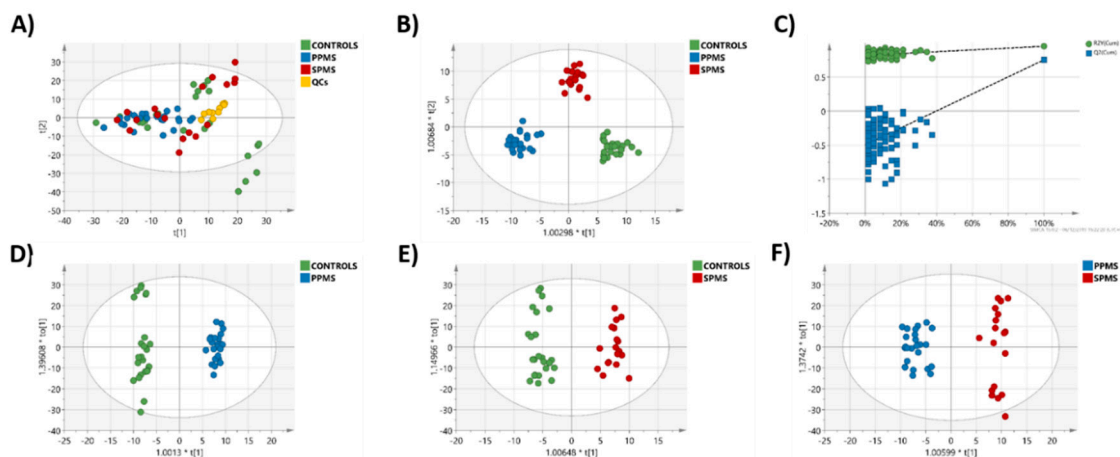 A)
CONTROLS
PPMS
SPMS
QCs
t[2]
50
40
30
20
10
0
-10
-20
-30
-40
-50
-40 -20 0 20 40
t[1]
B)
CONTROLS
PPMS
SPMS
1.00684 * t[2]
15
10
5
0
-5
-10
-15
-20 -15 -10 -5 0 5 10 15 20
1.00298 * t[1]
C)
R2Y(Cum)
Q2(Cum)
0.5
0
-0.5
-1
-1.5
0% 20% 40% 60% 80% 100%
D)
CONTROLS
PPMS
1.39608 * to[1]
40
30
20
10
0
-10
-20
-30
-40
-25 -20 -15 -10 -5 0 5 10 15 20
1.0013 * t[1]
E)
CONTROLS
SPMS
1.14966 * to[1]
40
30
20
10
0
-10
-20
-30
-40
-20 -15 -10 -5 0 5 10 15 20
1.00648 * t[1]
F)
PPMS
SPMS
1.3742 * to[1]
40
30
20
10
0
-10
-20
-30
-40
-25 -20 -15 -10 -5 0 5 10 15 20 25
1.00599 * t[1]